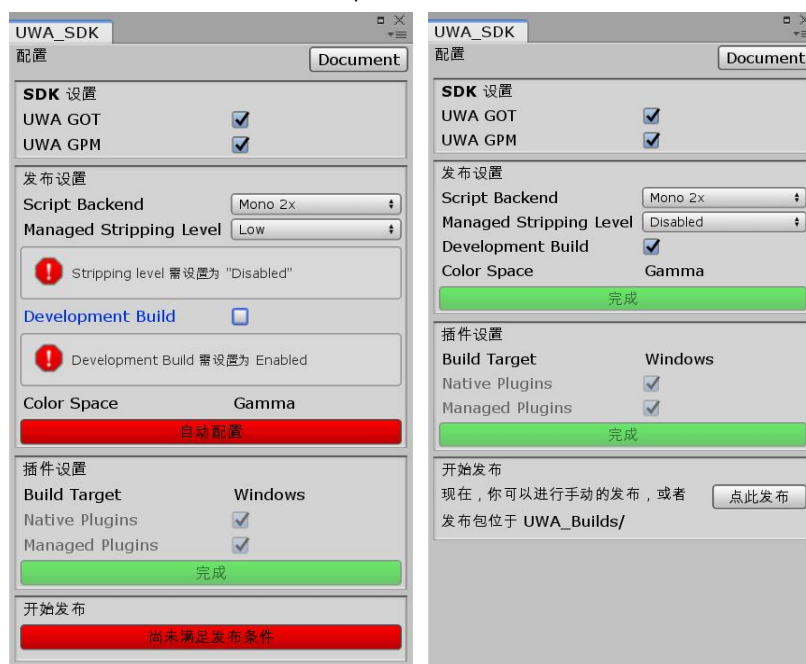 UWA_SDK
配置
Document
SDK 设置
UWA GOT
UWA GPM
发布设置
Script Backend Mono 2x
Managed Stripping Level Low
Stripping level 需设置为 "Disabled"
Development Build
Development Build 需设置为 Enabled
Color Space Gamma
自动配置
插件设置
Build Target Windows
Native Plugins
Managed Plugins
完成
开始发布
尚未满足发布条件
UWA_SDK
配置
Document
SDK 设置
UWA GOT
UWA GPM
发布设置
Script Backend Mono 2x
Managed Stripping Level Disabled
Development Build
Color Space Gamma
完成
插件设置
Build Target Windows
Native Plugins
Managed Plugins
完成
开始发布
现在，你可以进行手动的发布，或者 点此发布
发布包位于 UWA_Builds/